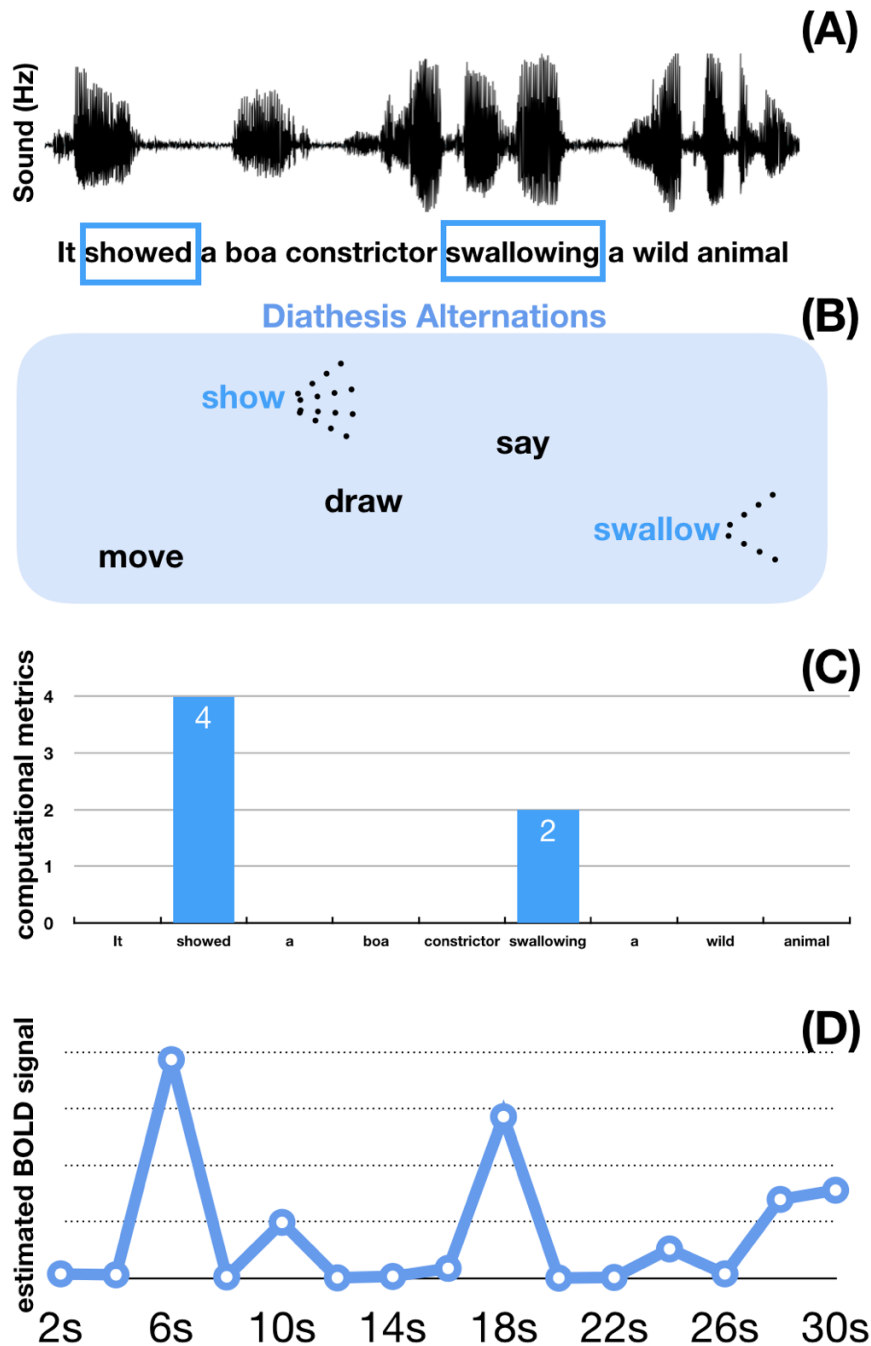 (A)
Sound (Hz)
It showed a boa constrictor swallowing a wild animal
Diathesis Alternations
(B)
show
say
draw
swallow
move
(C)
computational metrics
4
3
2
1
0
4
2
It showed a boa constrictor swallowing a wild animal
(D)
estimated BOLD signal
2s 6s 10s 14s 18s 22s 26s 30s